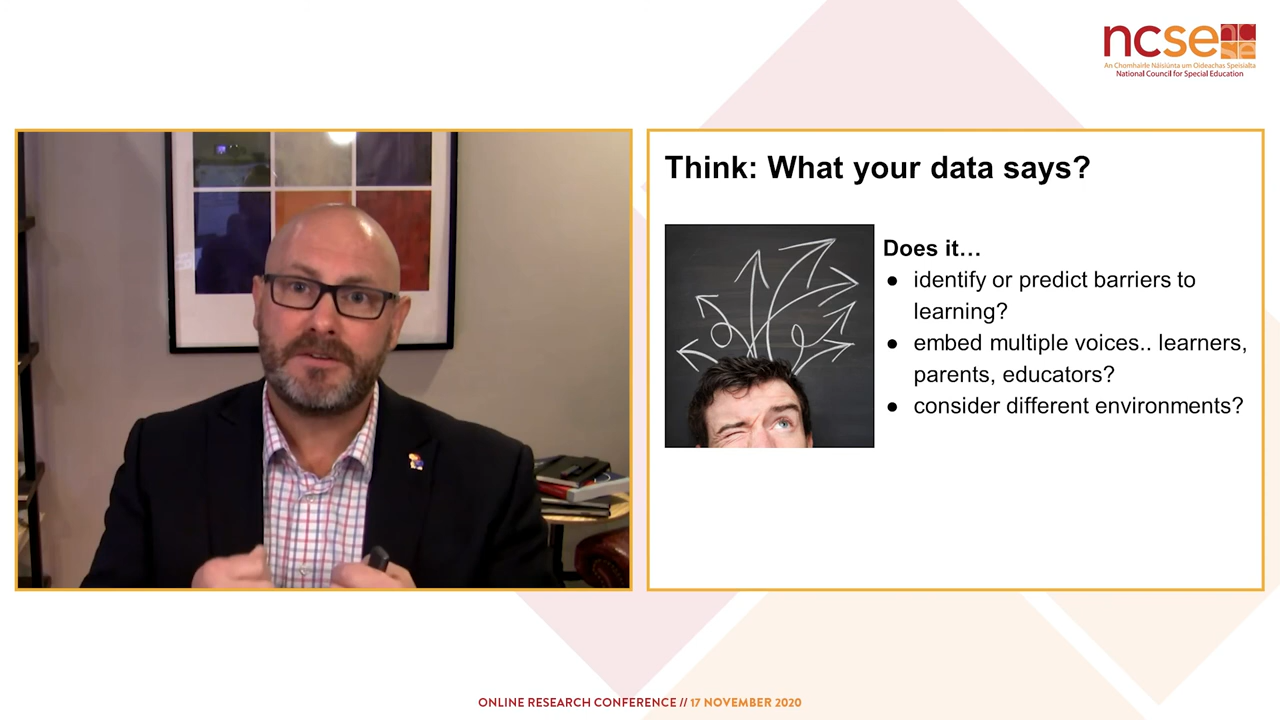 ncse
nc
se
An Chomhairle Náisiúnta um Oideachas Speisialta
National Council for Special Education
Think: What your data says?
Does it…
● identify or predict barriers to
learning?
● embed multiple voices.. learners,
parents, educators?
● consider different environments?
ONLINE RESEARCH CONFERENCE // 17 NOVEMBER 2020